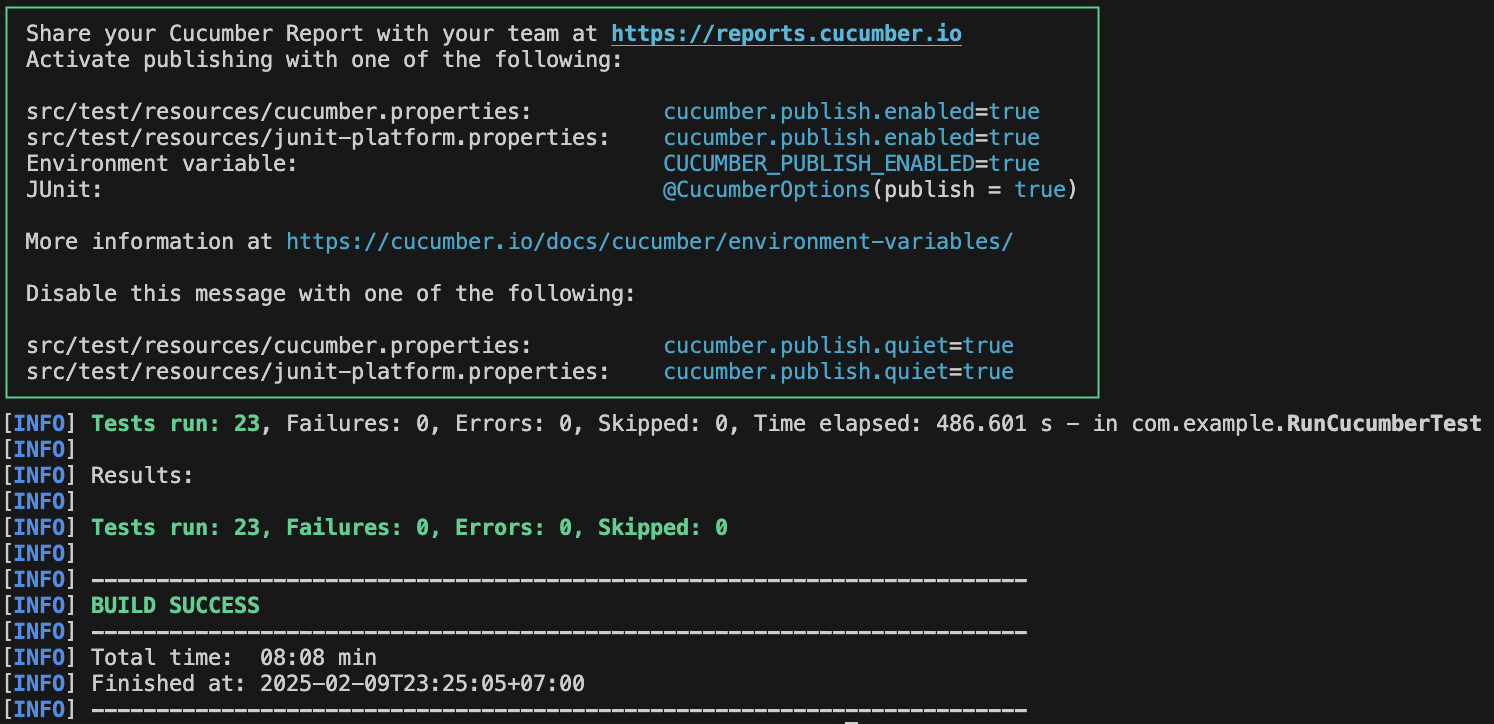 Share your Cucumber Report with your team at https://reports.cucumber.io
Activate publishing with one of the following:
src/test/resources/cucumber.properties: cucumber.publish.enabled=true
src/test/resources/junit-platform.properties: cucumber.publish.enabled=true
Environment variable: CUCUMBER_PUBLISH_ENABLED=true
JUnit: @CucumberOptions(publish = true)
More information at https://cucumber.io/docs/cucumber/environment-variables/
Disable this message with one of the following:
src/test/resources/cucumber.properties: cucumber.publish.quiet=true
src/test/resources/junit-platform.properties: cucumber.publish.quiet=true
[INFO] Tests run: 23, Failures: 0, Errors: 0, Skipped: 0, Time elapsed: 486.601 s - in com.example.RunCucumberTest
[INFO]
[INFO] Results:
[INFO]
[INFO] Tests run: 23, Failures: 0, Errors: 0, Skipped: 0
[INFO]
[INFO] ------------------------------------------------------------------------
[INFO] BUILD SUCCESS
[INFO] ------------------------------------------------------------------------
[INFO] Total time:  08:08 min
[INFO] Finished at: 2025-02-09T23:25:05+07:00
[INFO] ------------------------------------------------------------------------